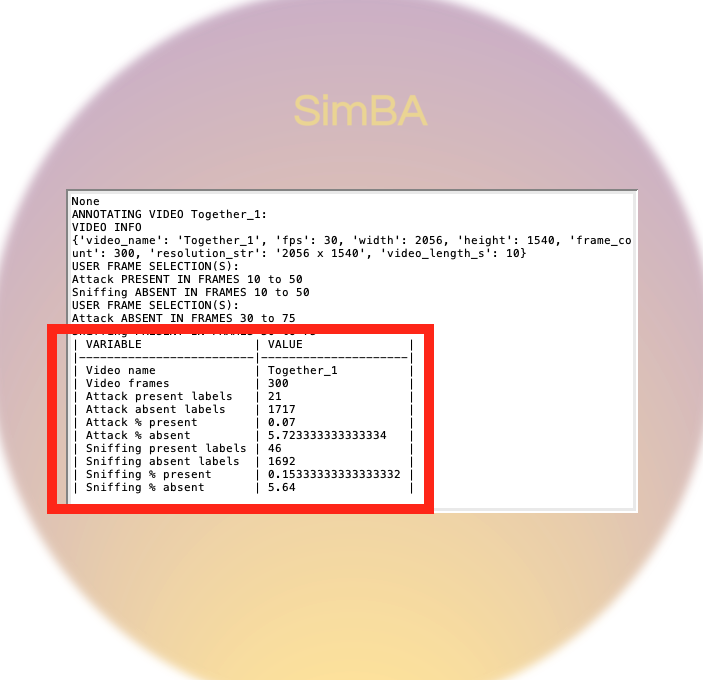 SimBA
None
ANNOTATING VIDEO Together_1:
VIDEO INFO
{'video_name': 'Together_1', 'fps': 30, 'width': 2056, 'height': 1540, 'frame_co
unt': 300, 'resolution_str': '2056 x 1540', 'video_length_s': 10}
USER FRAME SELECTION(S):
Attack PRESENT IN FRAMES 10 to 50
Sniffing ABSENT IN FRAMES 10 to 50
USER FRAME SELECTION(S):
Attack ABSENT IN FRAMES 30 to 75
| VARIABLE | VALUE |
|------------------------|---------------------|
| Video name | Together_1 |
| Video frames | 300 |
| Attack present labels | 21 |
| Attack absent labels | 1717 |
| Attack % present | 0.07 |
| Attack % absent | 5.723333333333334 |
| Sniffing present labels | 46 |
| Sniffing absent labels | 1692 |
| Sniffing % present | 0.15333333333333332 |
| Sniffing % absent | 5.64 |